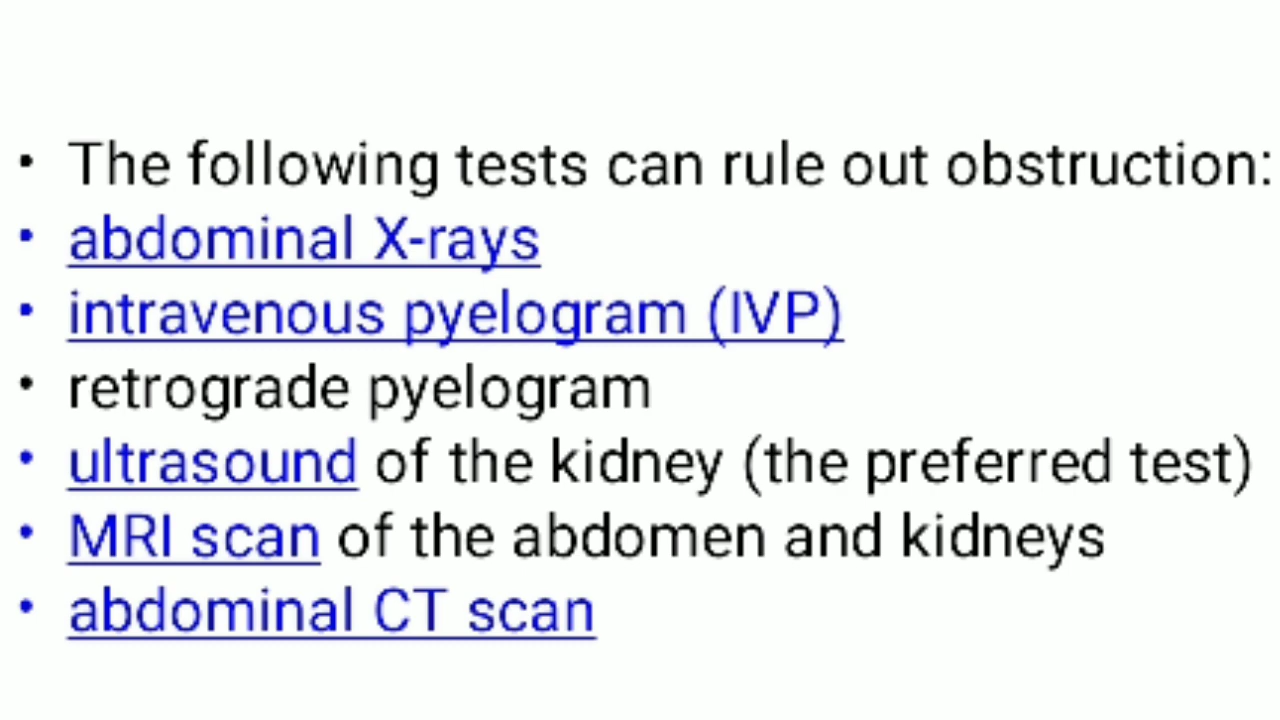 • The following tests can rule out obstruction:
• abdominal X-rays
• intravenous pyelogram (IVP)
• retrograde pyelogram
• ultrasound of the kidney (the preferred test)
• MRI scan of the abdomen and kidneys
• abdominal CT scan